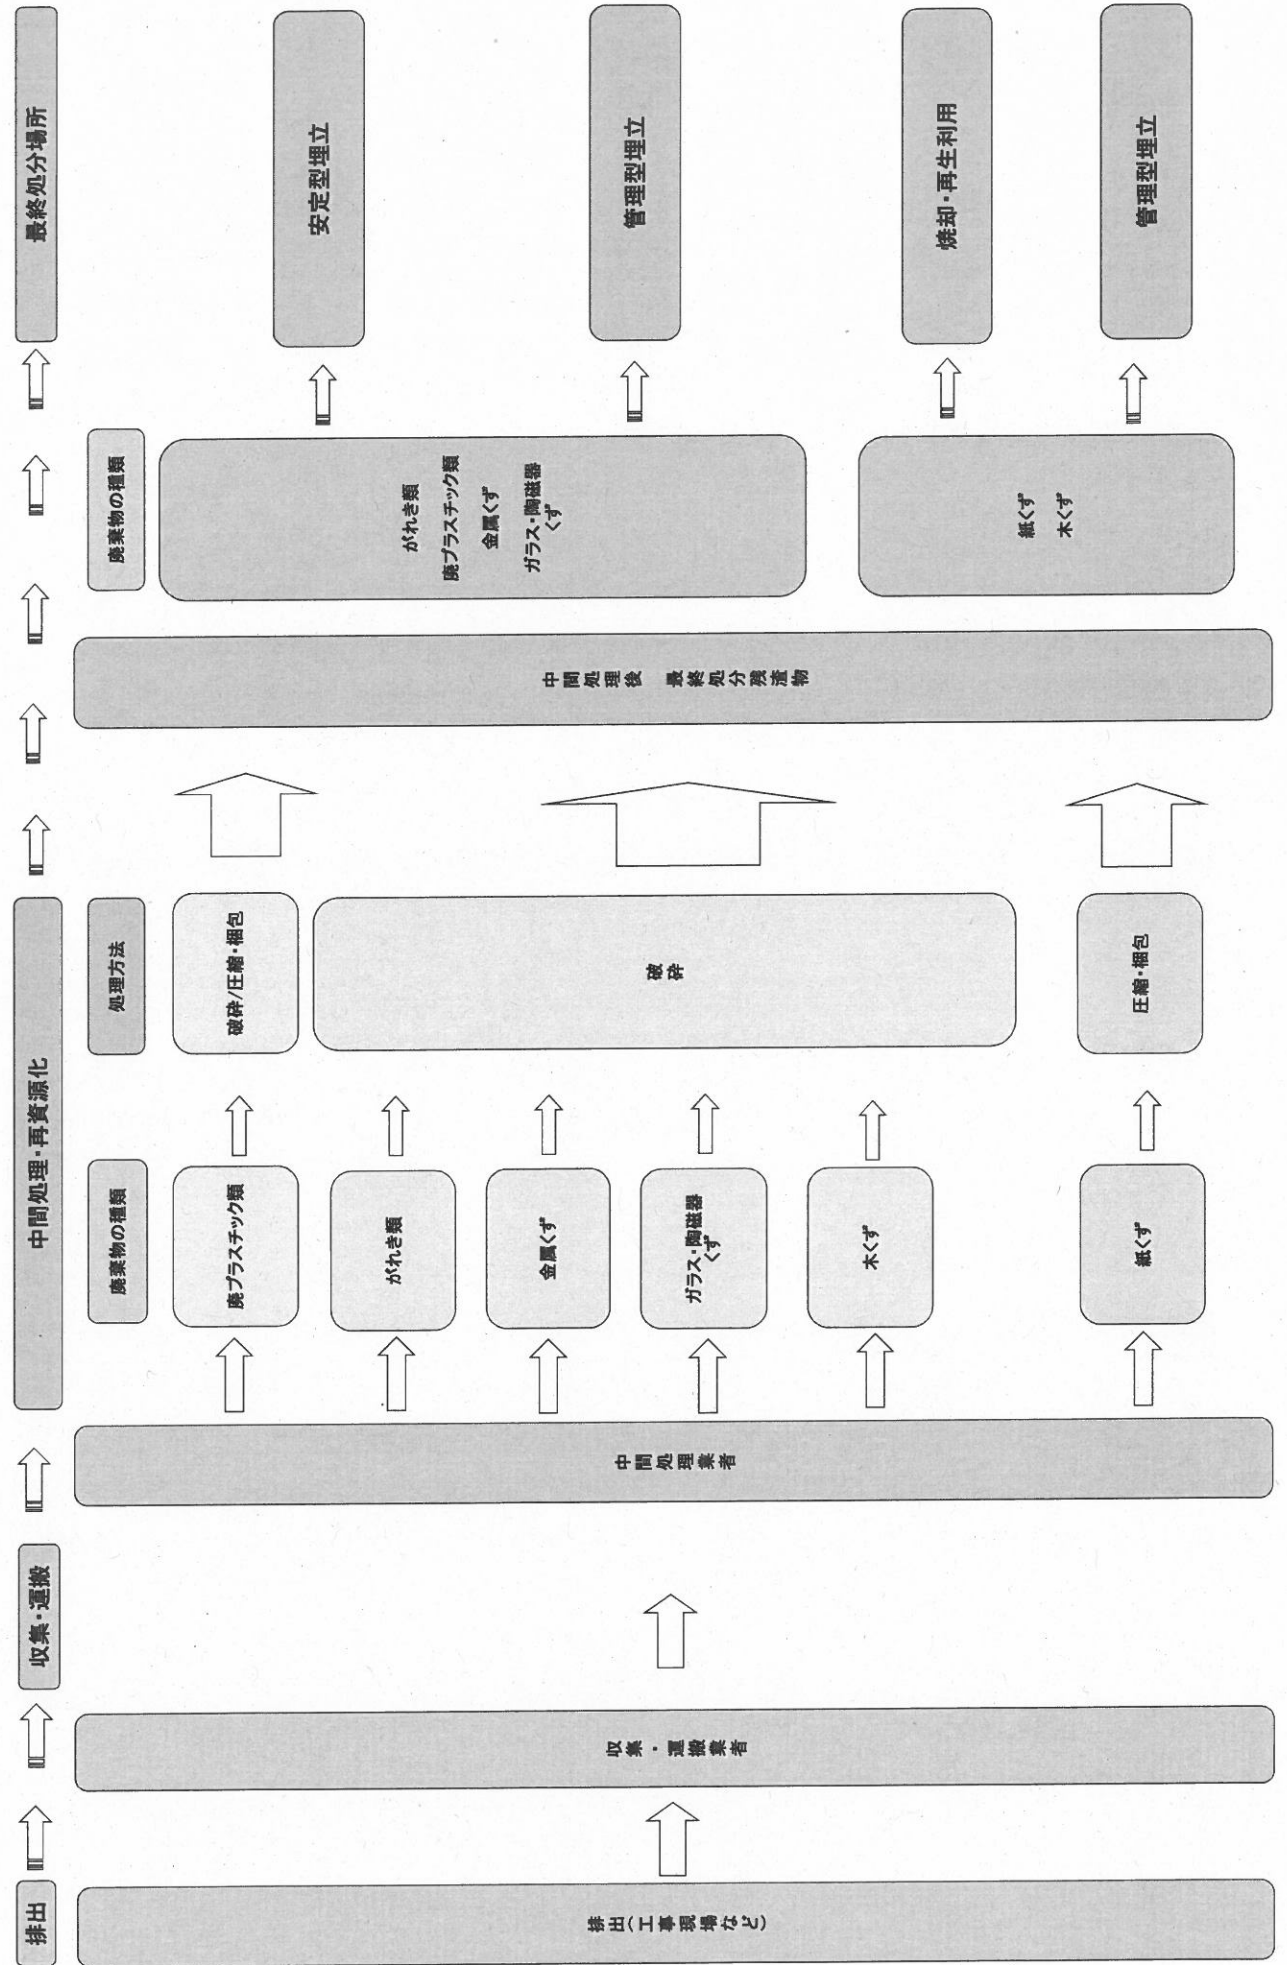 排出
収集・運搬
中間処理・再資源化
最終処分場所
排出(工事現場など)
収集・運搬業者
中間処理業者
廃棄物の種類
廃プラスチック類
がれき類
金属くず
ガラス・陶磁器
くず
木くず
紙くず
処理方法
破砕/圧縮・梱包
破砕
圧縮・梱包
中間処理後 最終処分残渣物
廃棄物の種類
がれき類
廃プラスチック類
金属くず
ガラス・陶磁器
くず
紙くず
木くず
安定型埋立
管理型埋立
焼却・再生利用
管理型埋立